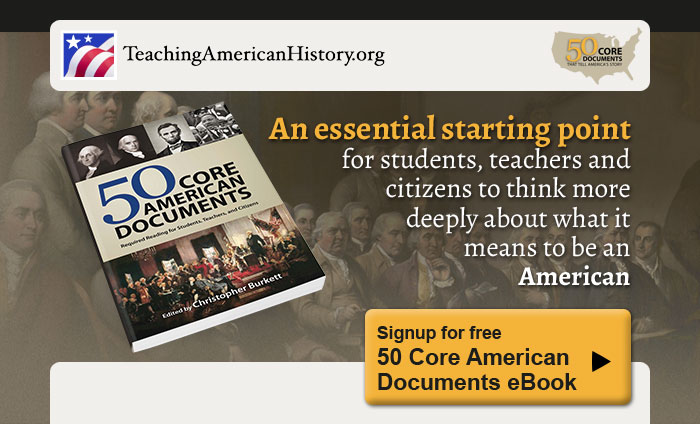 TeachingAmericanHistory.org
50 CORE
DOCUMENTS
THAT TELL AMERICA'S STORY
An essential starting point
for students, teachers and
citizens to think more
deeply about what it
means to be an
American
50 CORE
AMERICAN
DOCUMENTS
Required Reading for Students, Teachers, and Citizens
Edited by Christopher Burkett
Signup for free
50 Core American
Documents eBook